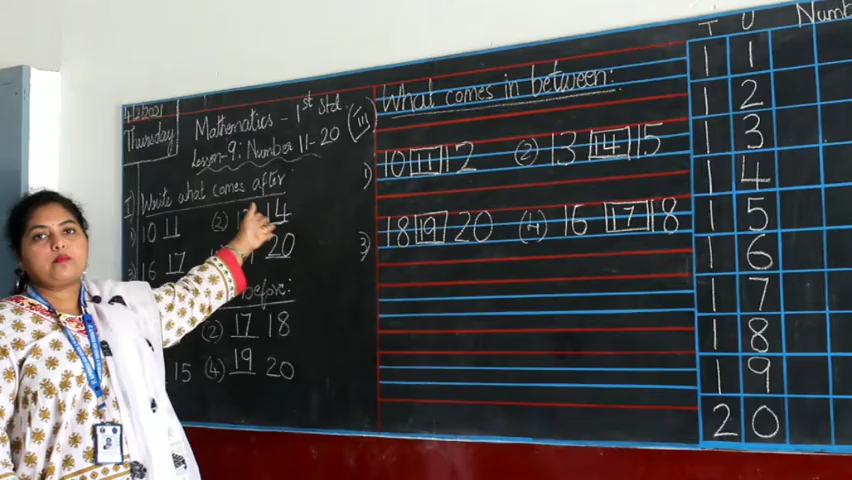 4/2/2021
Thursday
Mathematics - 1st Std.
Lesson-9: Number 11-20
I) Write what comes after
1) 10 11 (2) 14
3) 16 17 20
before:
(2) 17 18
15 (4) 19 20
(III) What comes in between:
1) 10 11 12 (2) 13 14 15
3) 18 19 20 (4) 16 17 18
T U Numb
1 1
1 2
1 3
1 4
1 5
1 6
1 7
1 8
1 9
2 0